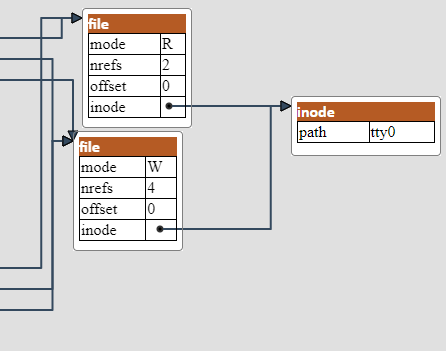 file
mode R
nrefs 2
offset 0
inode
inode
path tty0
file
mode W
nrefs 4
offset 0
inode